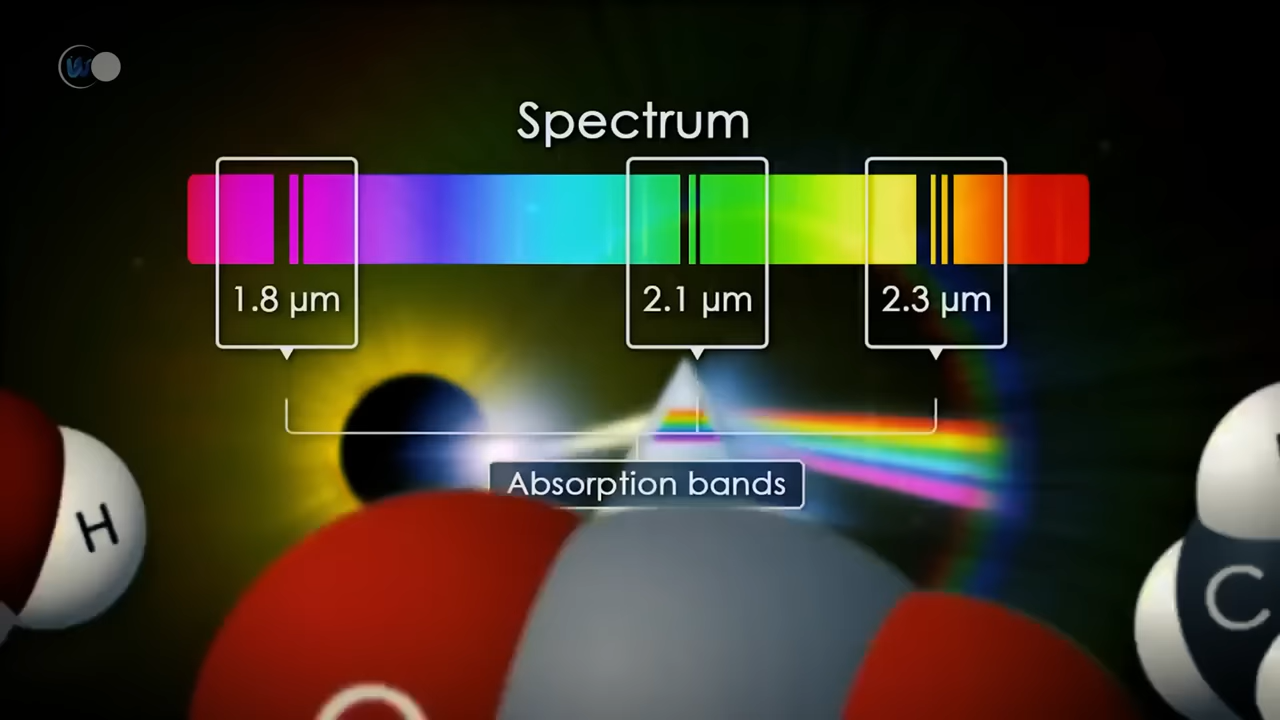 Spectrum
1.8 µm
2.1 µm
2.3 µm
Absorption bands
H
C